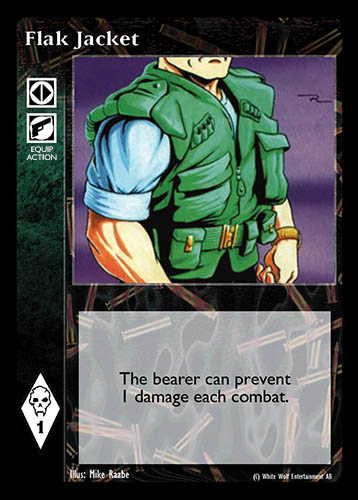 Flak Jacket
EQUIP
ACTION
The bearer can prevent
1 damage each combat.
1
Illus: Mike Raabe
(C) White Wolf Entertainment AB